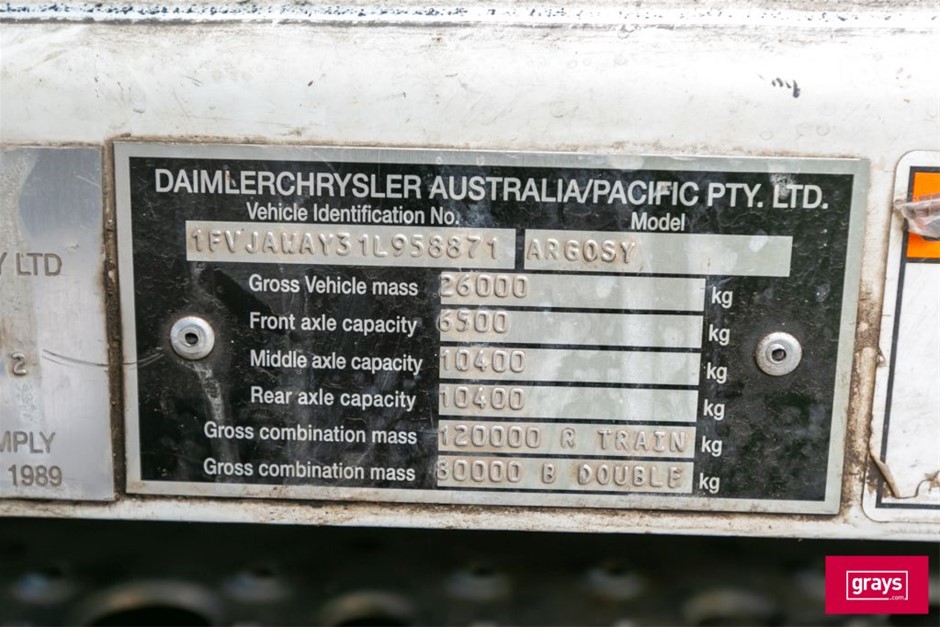 DAIMLERCHRYSLER AUSTRALIA/PACIFIC PTY. LTD.
Vehicle Identification No. Model
1FVJAWAY31L958871 ARGOSY
Gross Vehicle mass 26000 kg
Front axle capacity 6500 kg
Middle axle capacity 10400 kg
Rear axle capacity 10400 kg
Gross combination mass 120000 R TRAIN kg
Gross combination mass 80000 B DOUBLE kg
Y LTD
2
MPLY
1989
grays
.com